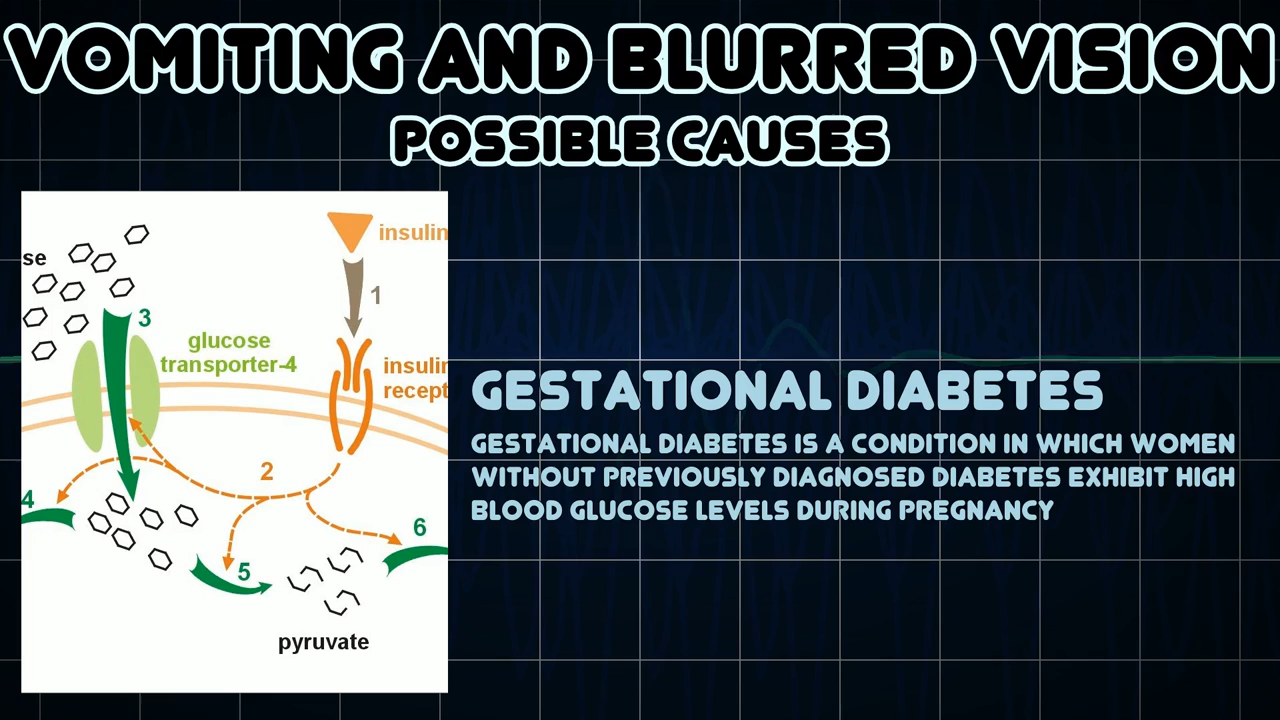 VOMITING AND BLURRED VISION
POSSIBLE CAUSES
insulin
se
1
3
glucose
transporter-4
insulin
recept
2
4
6
5
pyruvate
GESTATIONAL DIABETES
GESTATIONAL DIABETES IS A CONDITION IN WHICH WOMEN
WITHOUT PREVIOUSLY DIAGNOSED DIABETES EXHIBIT HIGH
BLOOD GLUCOSE LEVELS DURING PREGNANCY